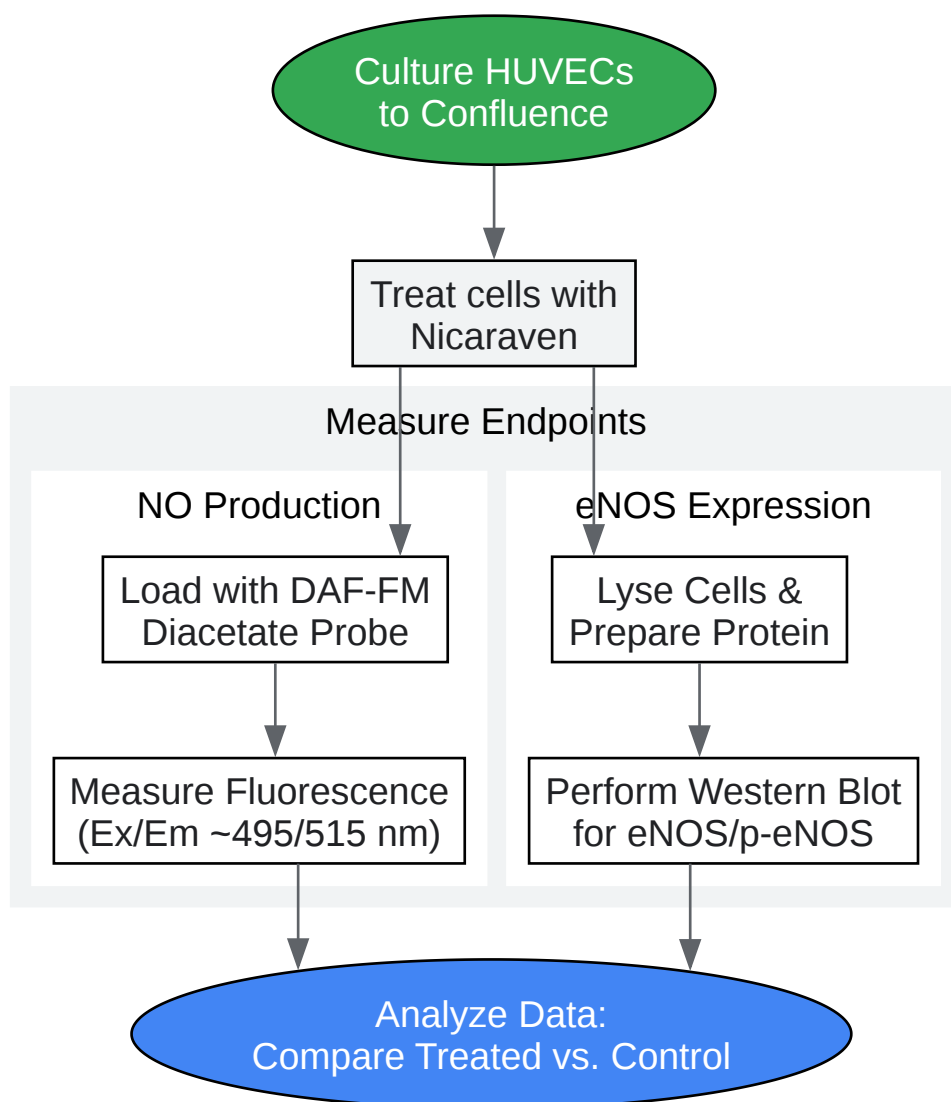 Culture HUVECs
to Confluence
Treat cells with
Nicaraven
Measure Endpoints
NO Production
Load with DAF-FM
Diacetate Probe
Measure Fluorescence
(Ex/Em ~495/515 nm)
eNOS Expression
Lyse Cells &
Prepare Protein
Perform Western Blot
for eNOS/p-eNOS
Analyze Data:
Compare Treated vs. Control